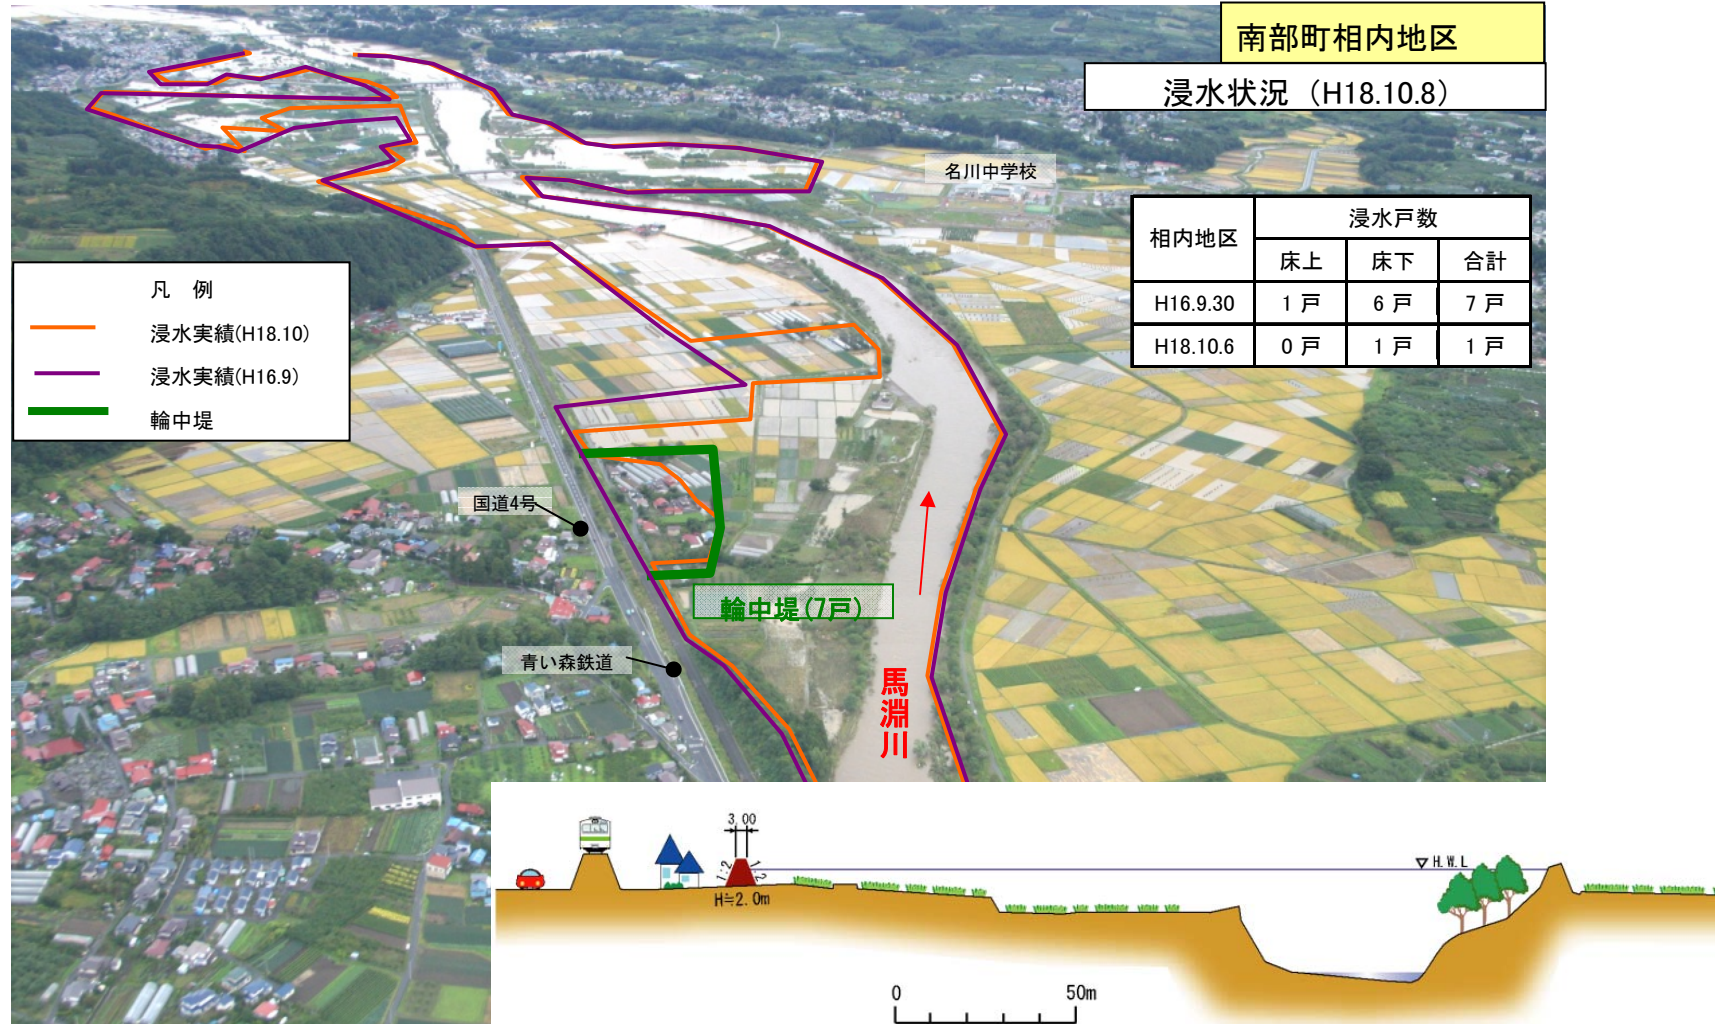 南部町相内地区
浸水状況（H18.10.8）
名川中学校
相内地区
浸水戸数
床上 床下 合計
H16.9.30 1戸 6戸 7戸
H18.10.6 0戸 1戸 1戸
凡 例
浸水実績(H18.10)
浸水実績(H16.9)
輪中堤
国道4号
輪中堤(7戸)
青い森鉄道
馬淵川
3.00
1:2
1:2
H≒2.0m
▽H.W.L
0 50m